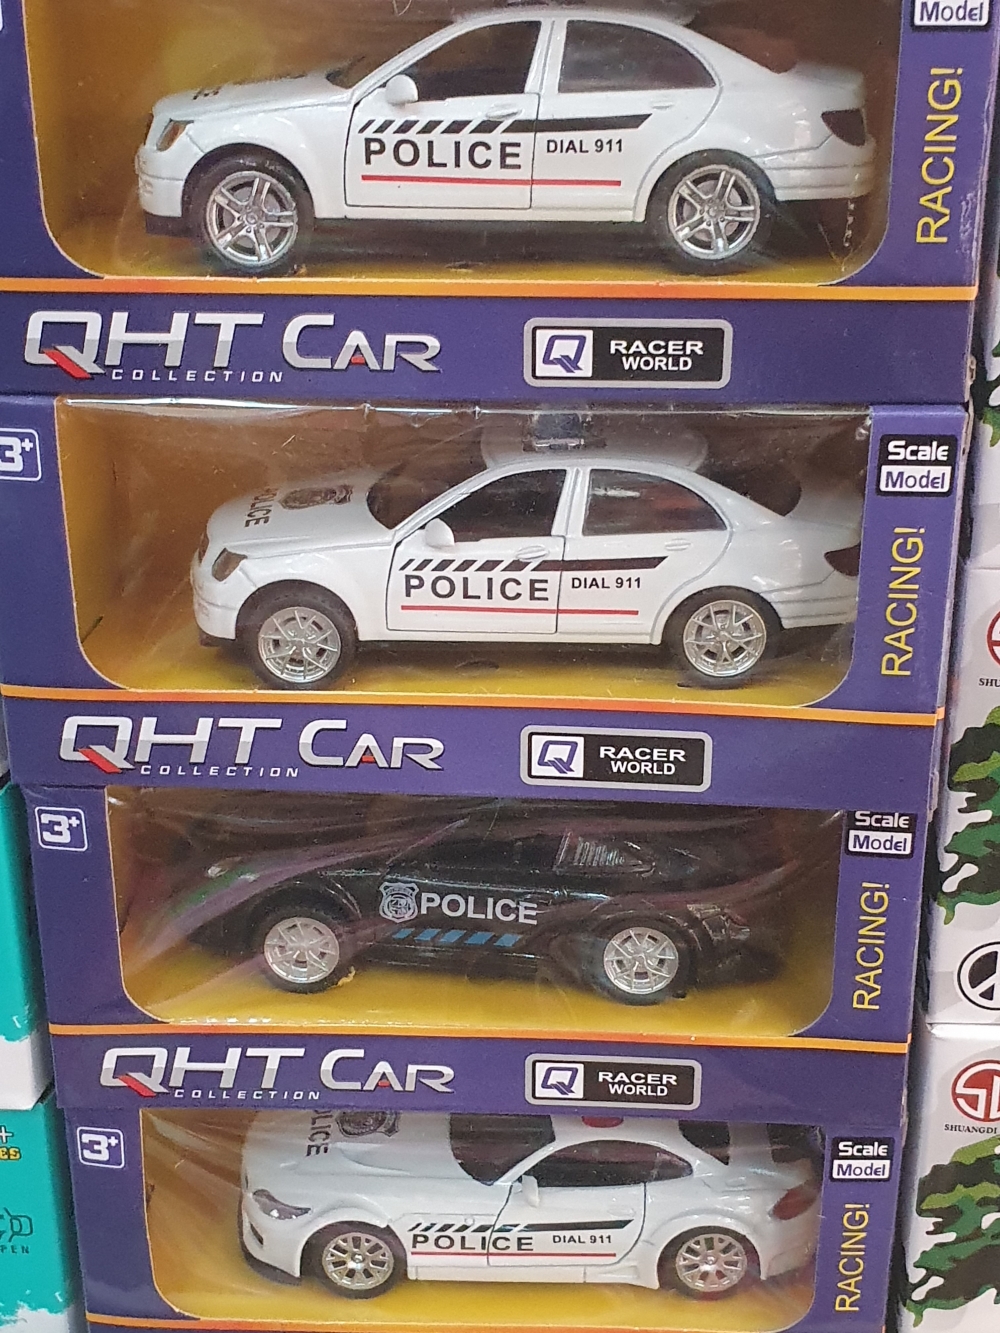 Model
RACING!
POLICE
DIAL 911
QHT CAR
COLLECTION
Q
RACER
WORLD
3+
Scale
Model
RACING!
POLICE
POLICE
DIAL 911
QHT CAR
COLLECTION
Q
RACER
WORLD
3+
Scale
Model
RACING!
POLICE
QHT CAR
COLLECTION
Q
RACER
WORLD
3+
Scale
Model
RACING!
POLICE
DIAL 911
SHUANGDI